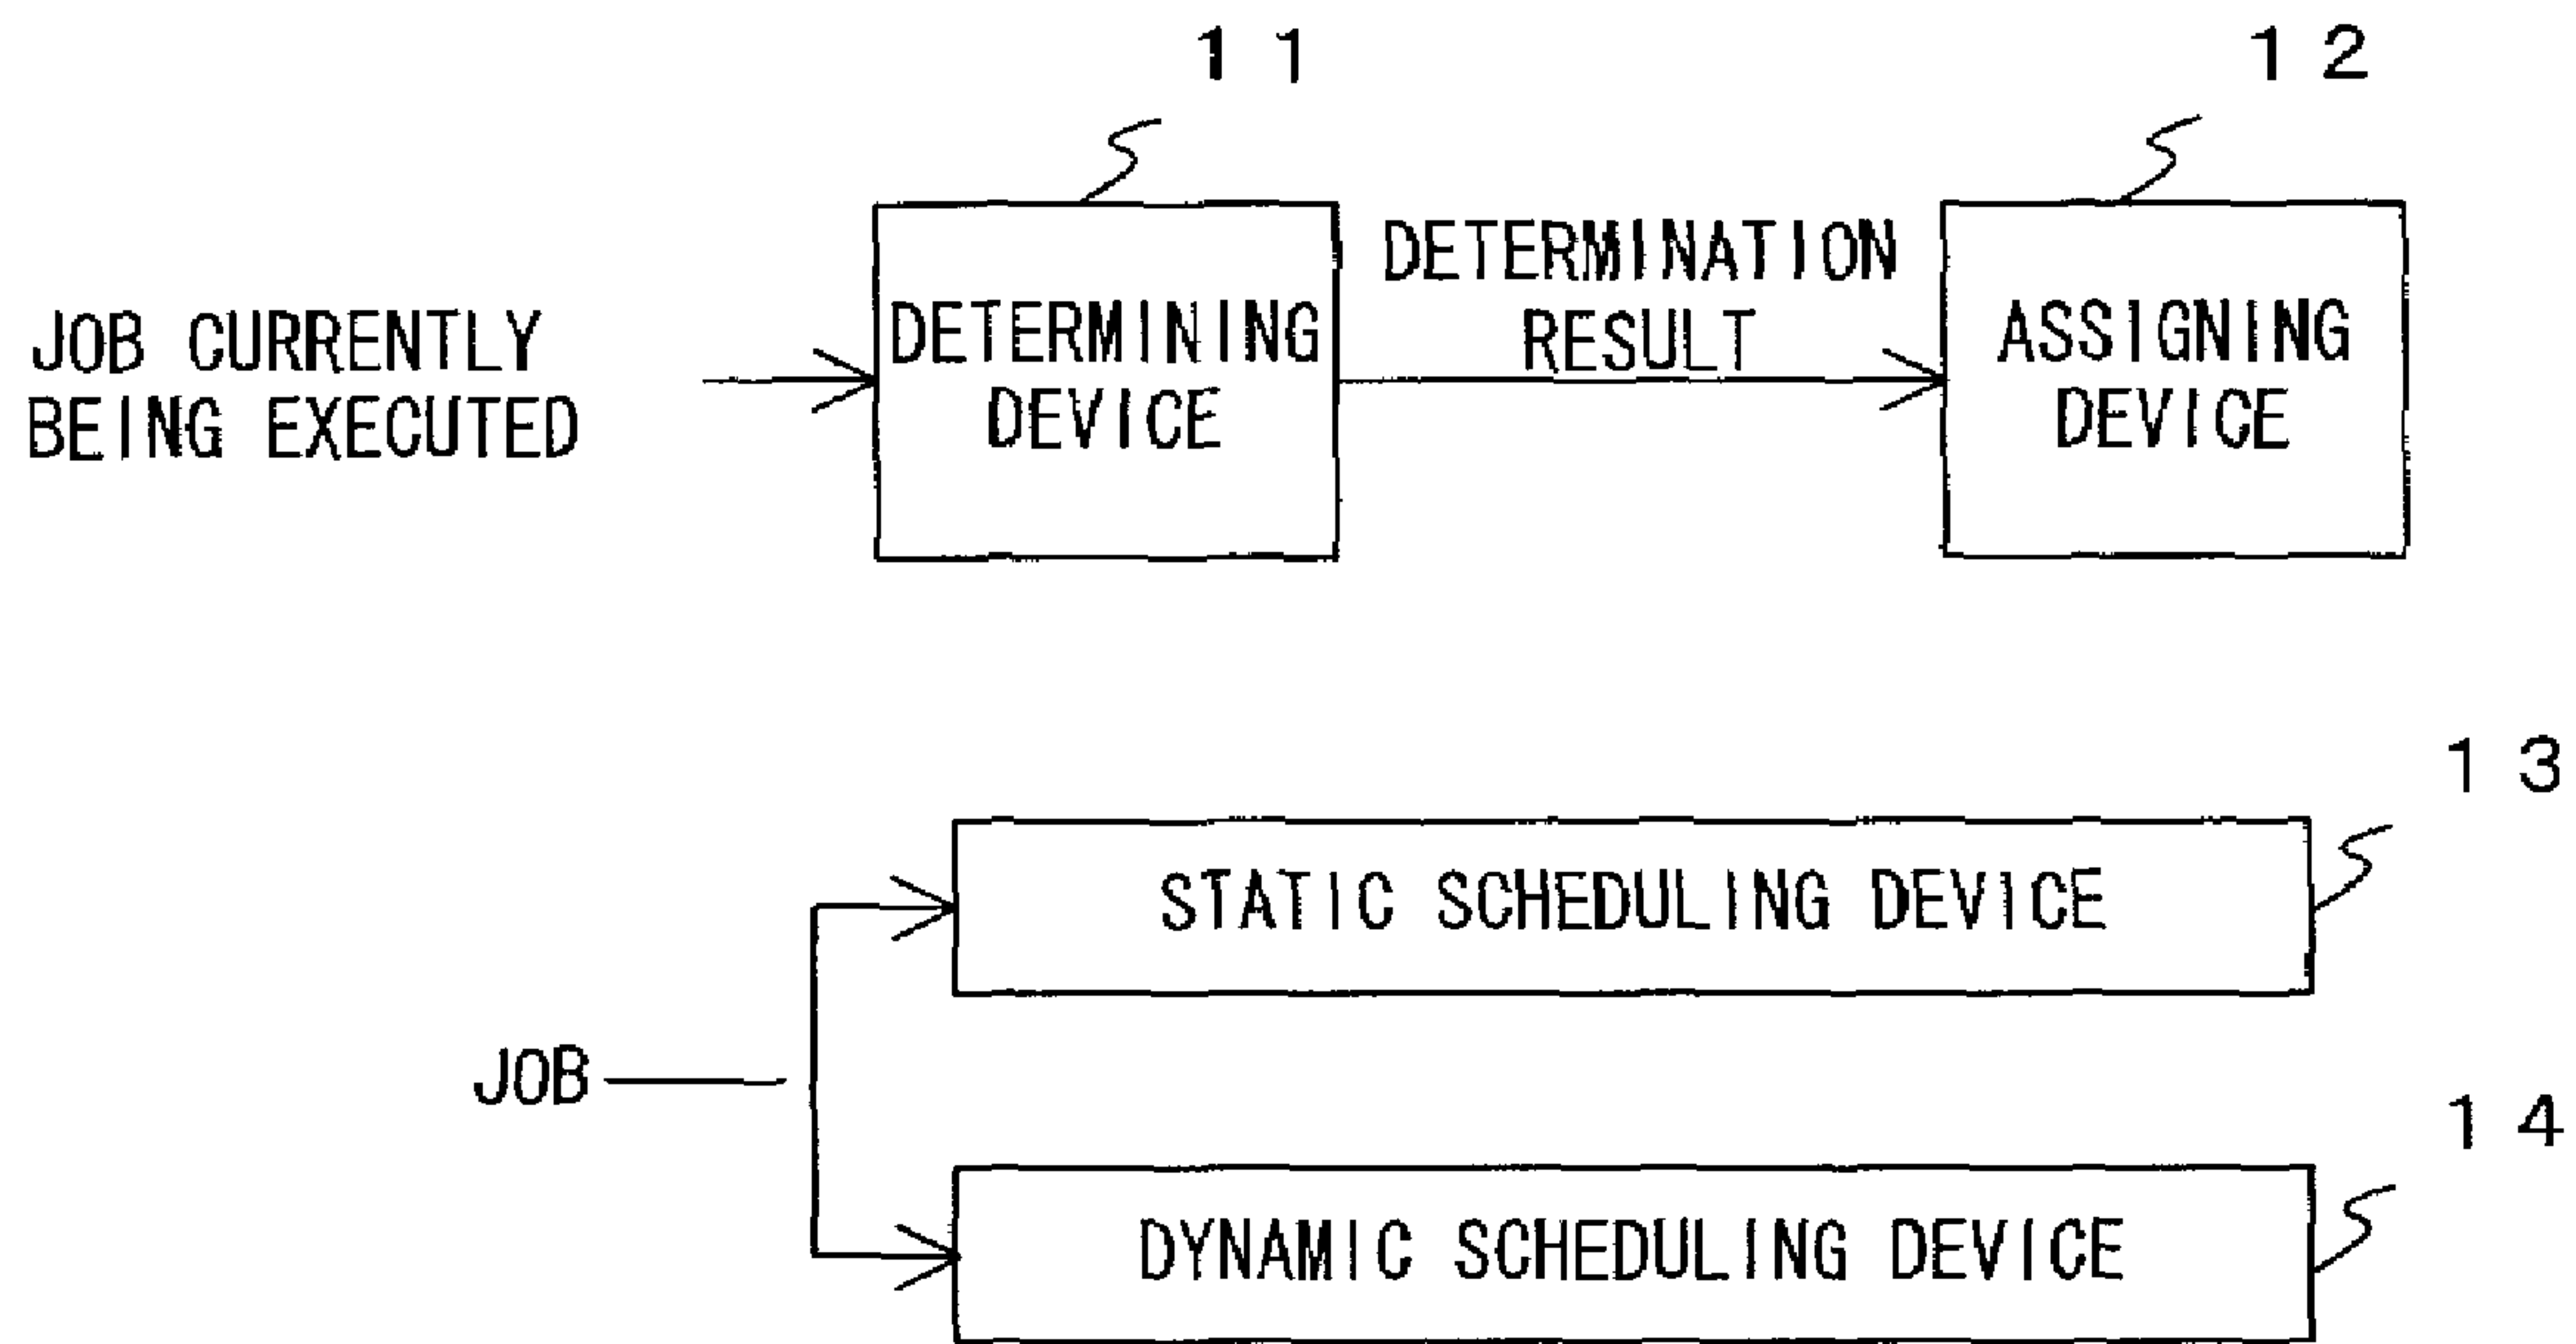 11
12
JOB CURRENTLY
BEING EXECUTED
DETERMINING
DEVICE
DETERMINATION
RESULT
ASSIGNING
DEVICE
13
STATIC SCHEDULING DEVICE
JOB
14
DYNAMIC SCHEDULING DEVICE